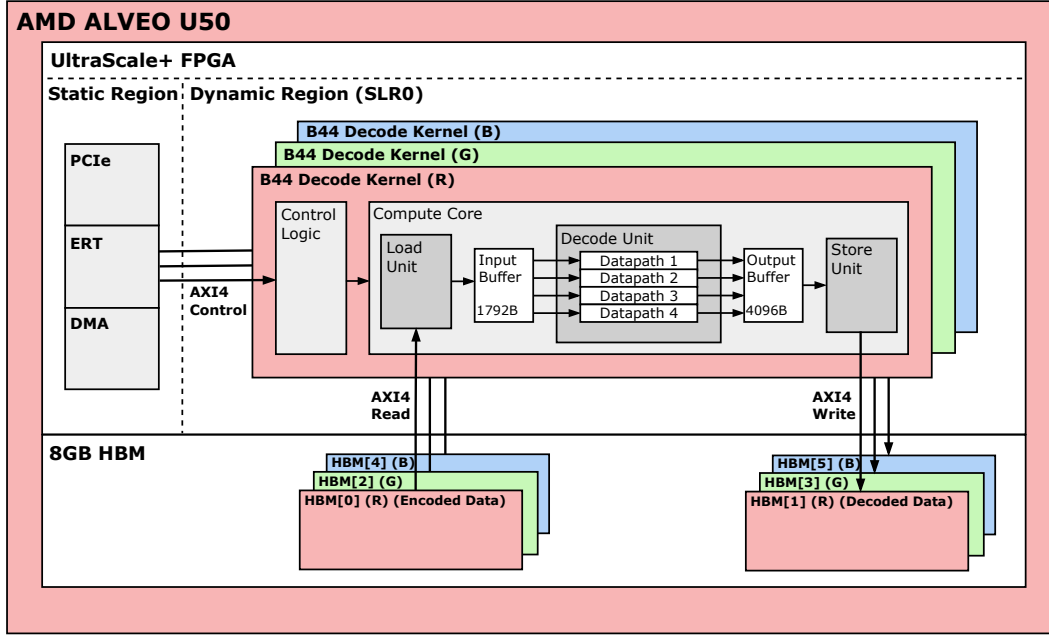 AMD ALVEO U50
UltraScale+ FPGA
Static Region
Dynamic Region (SLR0)
PCIe
ERT
DMA
AXI4
Control
B44 Decode Kernel (B)
B44 Decode Kernel (G)
B44 Decode Kernel (R)
Control
Logic
Compute Core
Load
Unit
Input
Buffer
1792B
Decode Unit
Datapath 1
Datapath 2
Datapath 3
Datapath 4
Output
Buffer
4096B
Store
Unit
AXI4
Read
AXI4
Write
8GB HBM
HBM[4] (B)
HBM[2] (G)
HBM[0] (R) (Encoded Data)
HBM[5] (B)
HBM[3] (G)
HBM[1] (R) (Decoded Data)